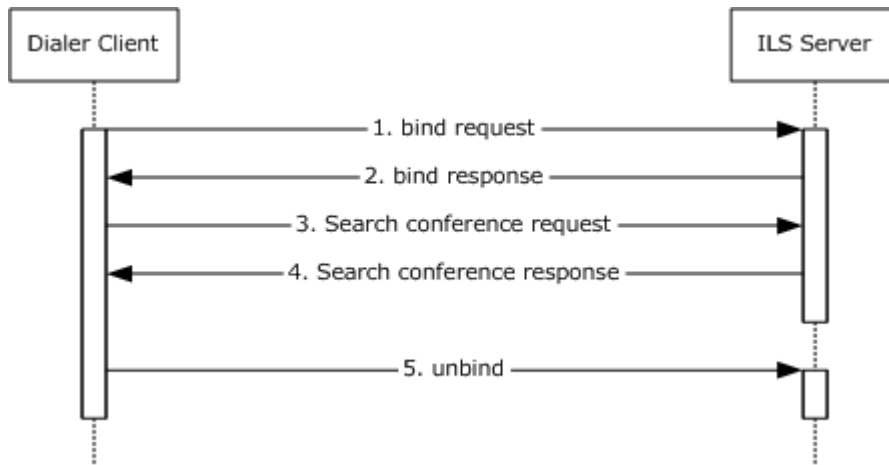 Dialer Client
ILS Server
1. bind request
2. bind response
3. Search conference request
4. Search conference response
5. unbind